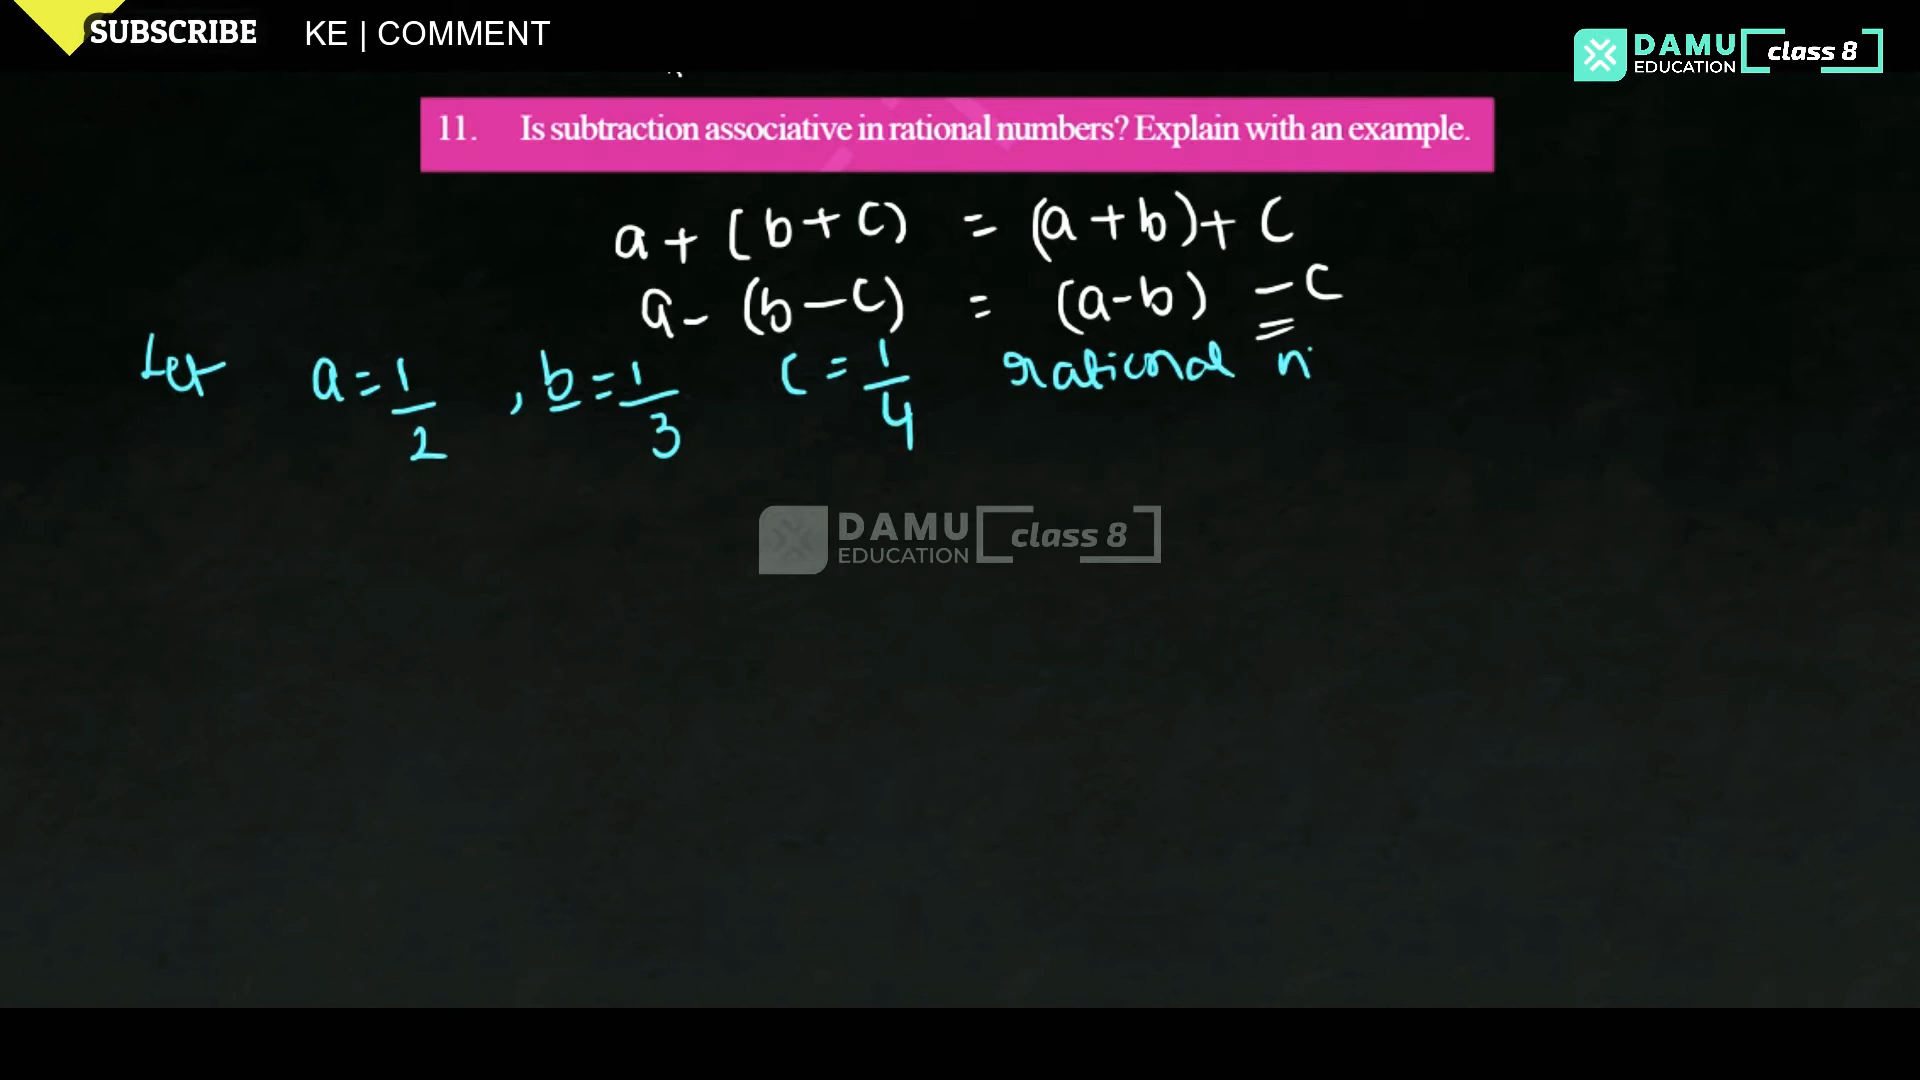 SUBSCRIBE KE | COMMENT
DAMU EDUCATION class 8
11. Is subtraction associative in rational numbers? Explain with an example.
a + (b + c) = (a + b) + c
a - (b - c) = (a - b) - c
Let a = 1/2 , b = 1/3 c = 1/4 rational n
DAMU EDUCATION class 8